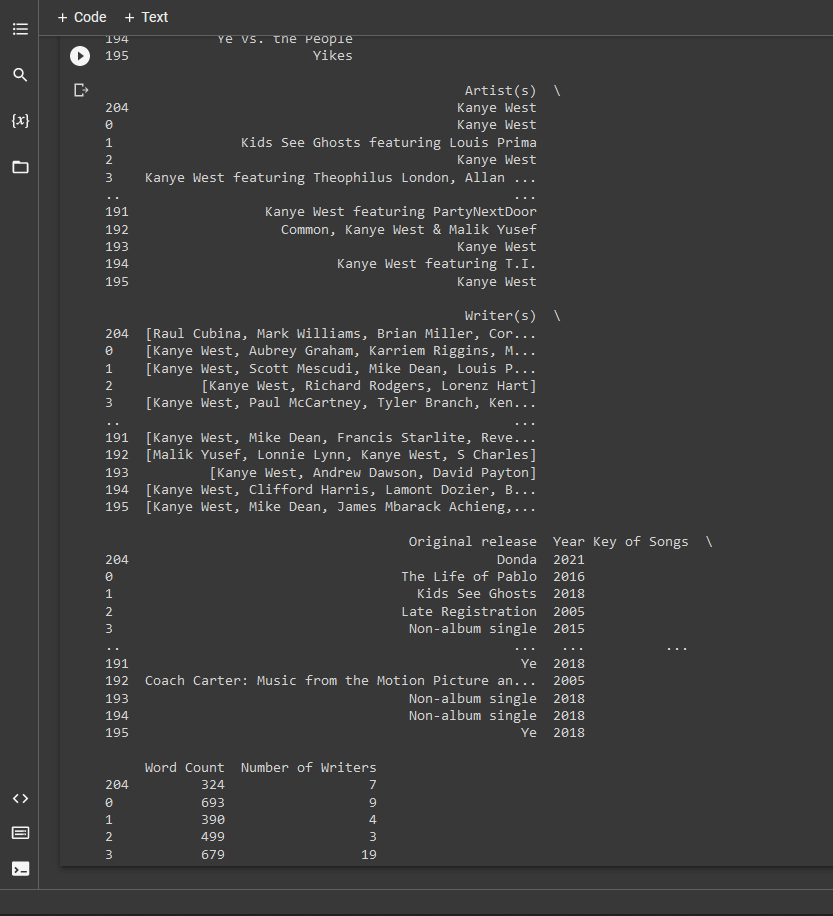 + Code + Text
194 Ye vs. the People
195 Yikes
Artist(s) \
204 Kanye West
0 Kanye West
1 Kids See Ghosts featuring Louis Prima
2 Kanye West
3 Kanye West featuring Theophilus London, Allan ...
.. ...
191 Kanye West featuring PartyNextDoor
192 Common, Kanye West & Malik Yusef
193 Kanye West
194 Kanye West featuring T.I.
195 Kanye West
Writer(s) \
204 [Raul Cubina, Mark Williams, Brian Miller, Cor...
0 [Kanye West, Aubrey Graham, Karriem Riggins, M...
1 [Kanye West, Scott Mescudi, Mike Dean, Louis P...
2 [Kanye West, Richard Rodgers, Lorenz Hart]
3 [Kanye West, Paul McCartney, Tyler Branch, Ken...
.. ...
191 [Kanye West, Mike Dean, Francis Starlite, Reve...
192 [Malik Yusef, Lonnie Lynn, Kanye West, S Charles]
193 [Kanye West, Andrew Dawson, David Payton]
194 [Kanye West, Clifford Harris, Lamont Dozier, B...
195 [Kanye West, Mike Dean, James Mbarack Achieng,...
Original release Year Key of Songs \
204 Donda 2021
0 The Life of Pablo 2016
1 Kids See Ghosts 2018
2 Late Registration 2005
3 Non-album single 2015
.. ... ... ...
191 Ye 2018
192 Coach Carter: Music from the Motion Picture an... 2005
193 Non-album single 2018
194 Non-album single 2018
195 Ye 2018
Word Count Number of Writers
204 324 7
0 693 9
1 390 4
2 499 3
3 679 19